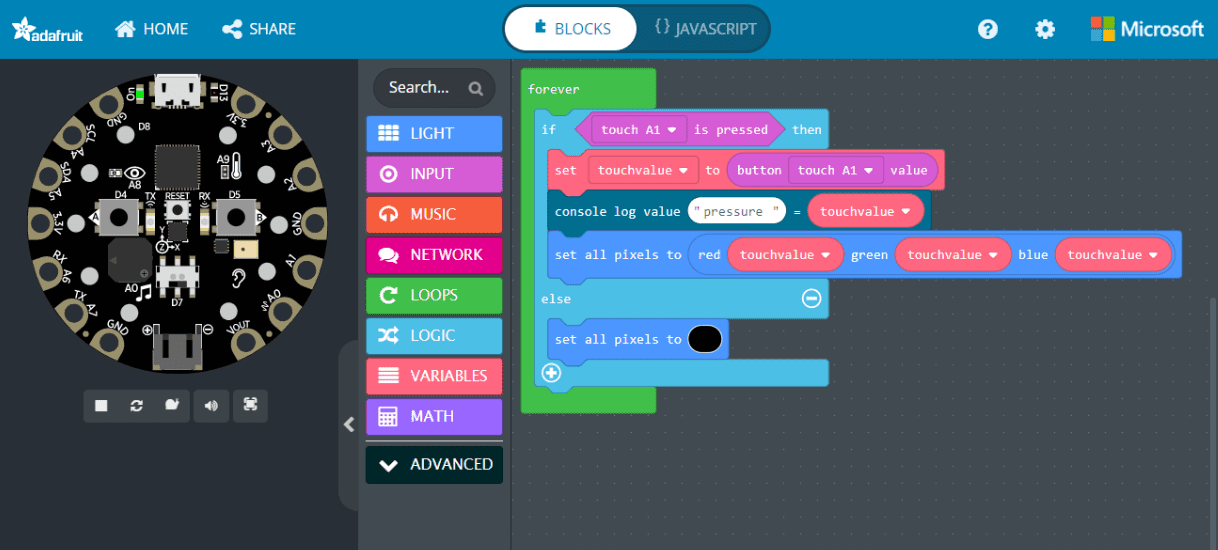 adafruit HOME SHARE BLOCKS {} JAVASCRIPT ? Microsoft
On D13
GND 3.3V
SCL D8 A3
A4 A9 A2
SDA A8
A5 D4 TX RESET RX D5 GND
3.3V A B
Y
Z X
RX A1
A6 A0
TX D7 A0
A7
GND VOUT
Search...
LIGHT
INPUT
MUSIC
NETWORK
LOOPS
LOGIC
VARIABLES
MATH
ADVANCED
forever
if touch A1 is pressed then
set touchvalue to button touch A1 value
console log value "pressure " = touchvalue
set all pixels to red touchvalue green touchvalue blue touchvalue
else
set all pixels to